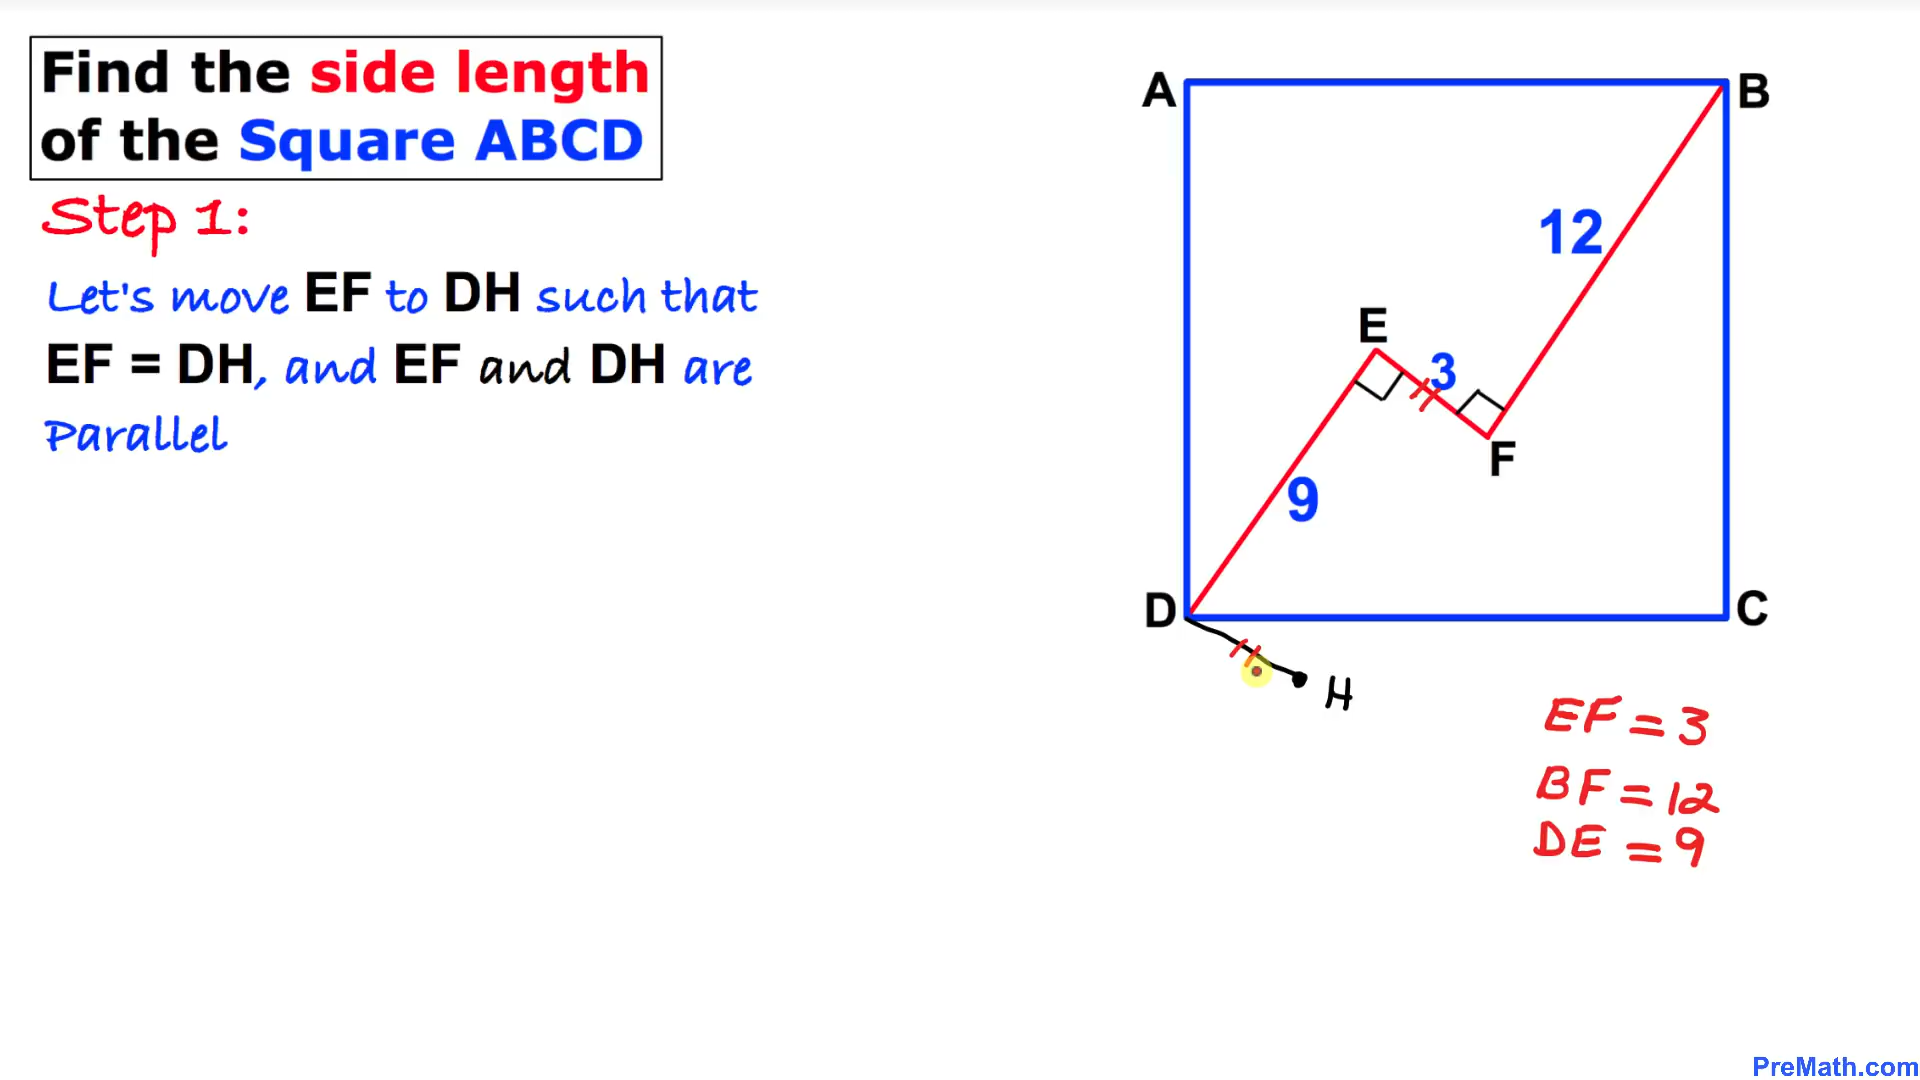 Find the side length
of the Square ABCD
Step 1:
Let's move EF to DH such that
EF = DH, and EF and DH are
Parallel
A
B
12
E
3
F
9
D
C
H
EF = 3
BF = 12
DE = 9
PreMath.com